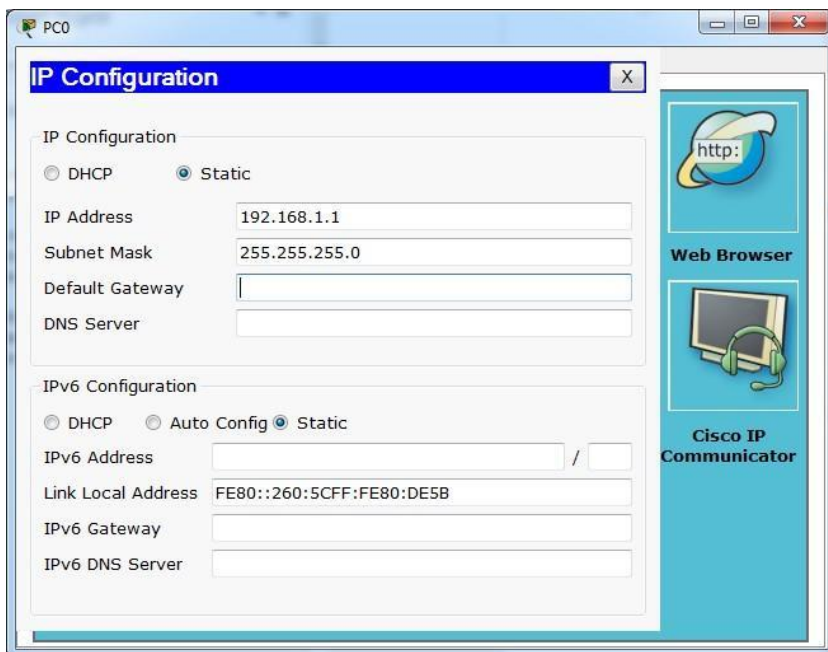 PC0
IP Configuration
X
IP Configuration
DHCP Static
IP Address 192.168.1.1
Subnet Mask 255.255.255.0
Default Gateway
DNS Server
IPv6 Configuration
DHCP Auto Config Static
IPv6 Address /
Link Local Address FE80::260:5CFF:FE80:DE5B
IPv6 Gateway
IPv6 DNS Server
http:
Web Browser
Cisco IP
Communicator